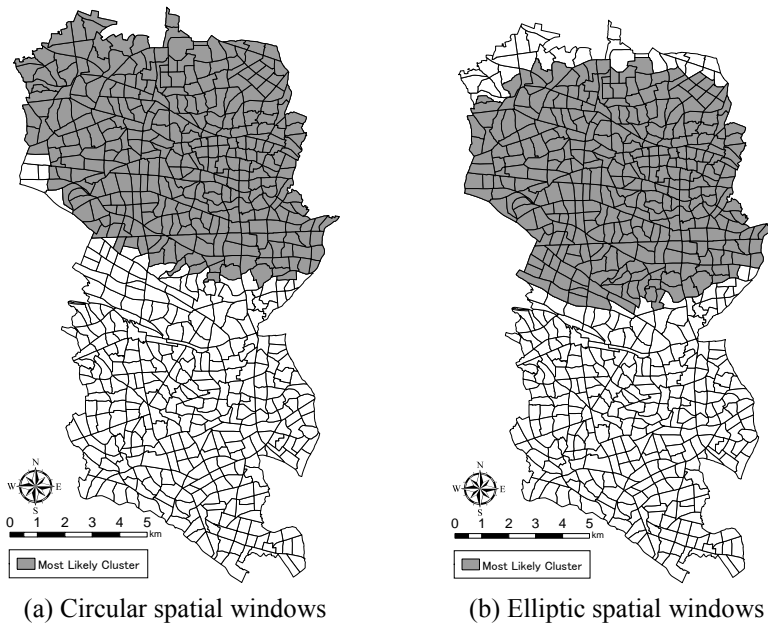 N
W E
S
0 1 2 3 4 5
km
Most Likely Cluster
(a) Circular spatial windows
N
W E
S
0 1 2 3 4 5
km
Most Likely Cluster
(b) Elliptic spatial windows